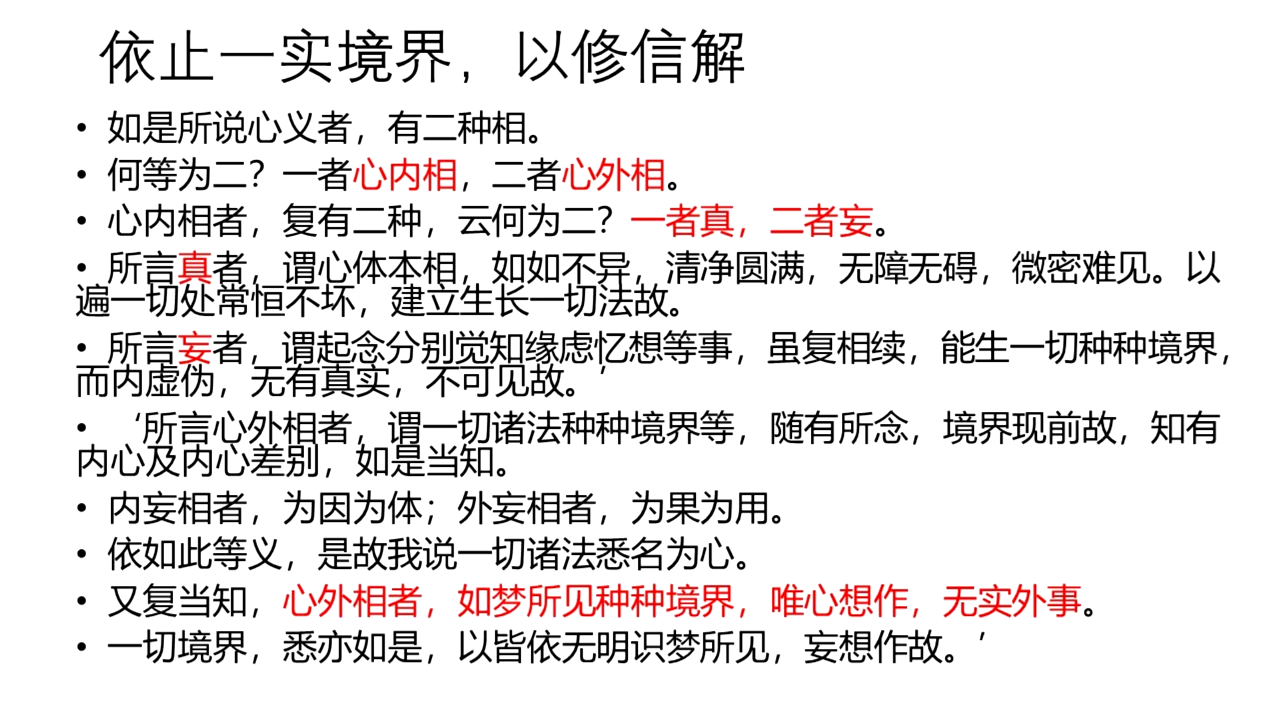 依止一实境界，以修信解
• 如是所说心义者，有二种相。
• 何等为二？一者心内相，二者心外相。
• 心内相者，复有二种，云何为二？一者真，二者妄。
• 所言真者，谓心体本相，如如不异，清净圆满，无障无碍，微密难见。以
遍一切处常恒不坏，建立生长一切法故。
• 所言妄者，谓起念分别觉知缘虑忆想等事，虽复相续，能生一切种种境界，
而内虚伪，无有真实，不可见故。’
• ‘所言心外相者，谓一切诸法种种境界等，随有所念，境界现前故，知有
内心及内心差别，如是当知。
• 内妄相者，为因为体；外妄相者，为果为用。
• 依如此等义，是故我说一切诸法悉名为心。
• 又复当知，心外相者，如梦所见种种境界，唯心想作，无实外事。
• 一切境界，悉亦如是，以皆依无明识梦所见，妄想作故。’